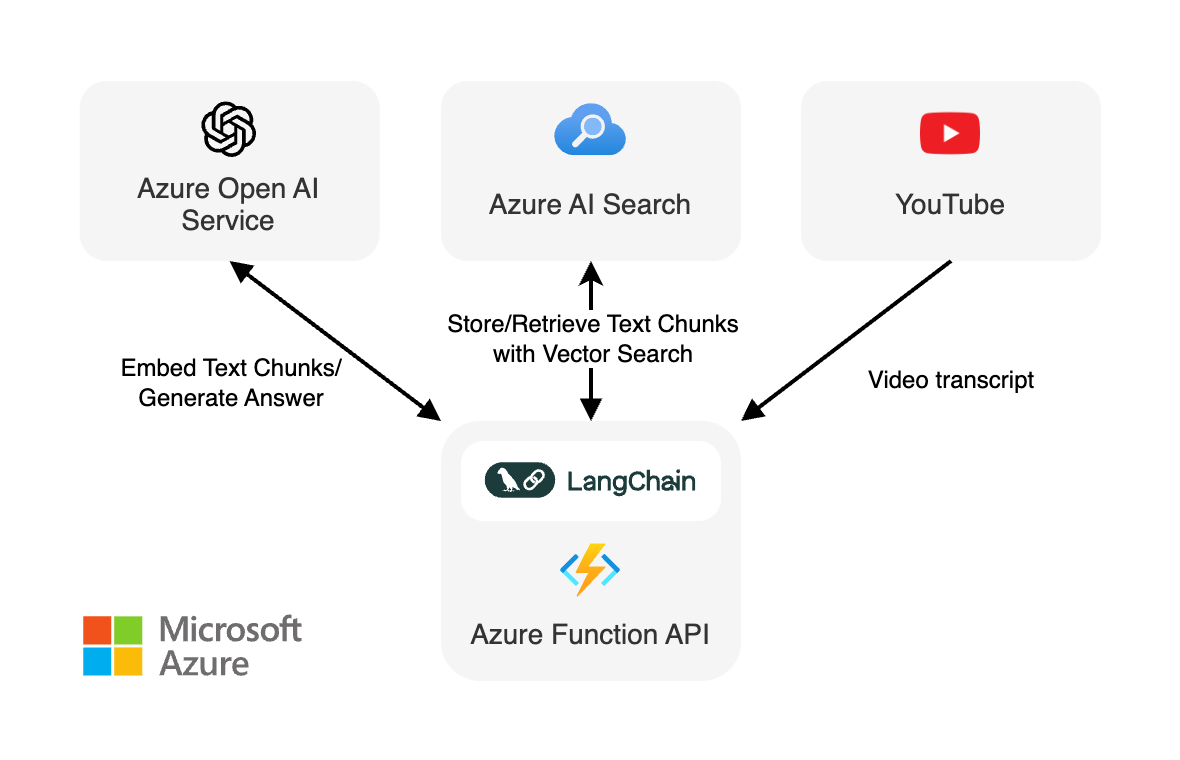 Azure Open AI
Service
Azure AI Search
YouTube
Store/Retrieve Text Chunks
with Vector Search
Embed Text Chunks/
Generate Answer
Video transcript
LangChain
Azure Function API
Microsoft
Azure